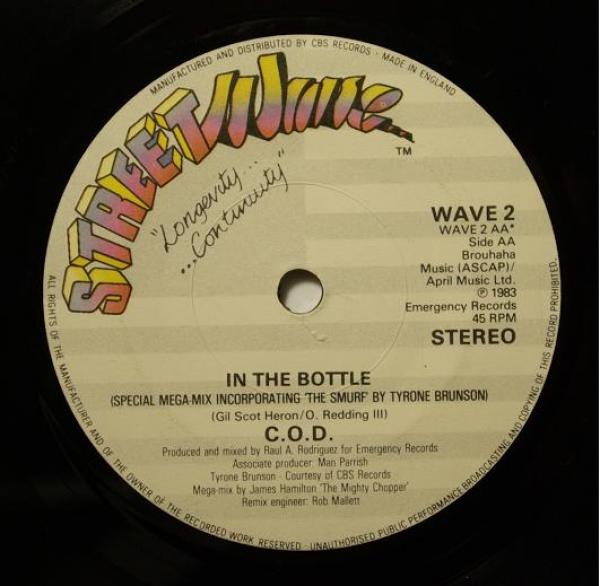 MANUFACTURED AND DISTRIBUTED BY CBS RECORDS · MADE IN ENGLAND
STREETWave
TM
"Longevity...
...Continuity"
WAVE 2
WAVE 2 AA*
Side AA
Brouhaha
Music (ASCAP)/
April Music Ltd.
℗ 1983
Emergency Records
45 RPM
STEREO
IN THE BOTTLE
(SPECIAL MEGA-MIX INCORPORATING 'THE SMURF' BY TYRONE BRUNSON)
(Gil Scot Heron/O. Redding III)
C.O.D.
Produced and mixed by Raul A. Rodriguez for Emergency Records
Associate producer: Man Parrish
Tyrone Brunson - Courtesy of CBS Records
Mega-mix by James Hamilton 'The Mighty Chopper'
Remix engineer: Rob Mallett
ALL RIGHTS OF THE MANUFACTURER AND OF THE OWNER OF THE RECORDED WORK RESERVED · UNAUTHORISED PUBLIC PERFORMANCE BROADCASTING AND COPYING OF THIS RECORD PROHIBITED.